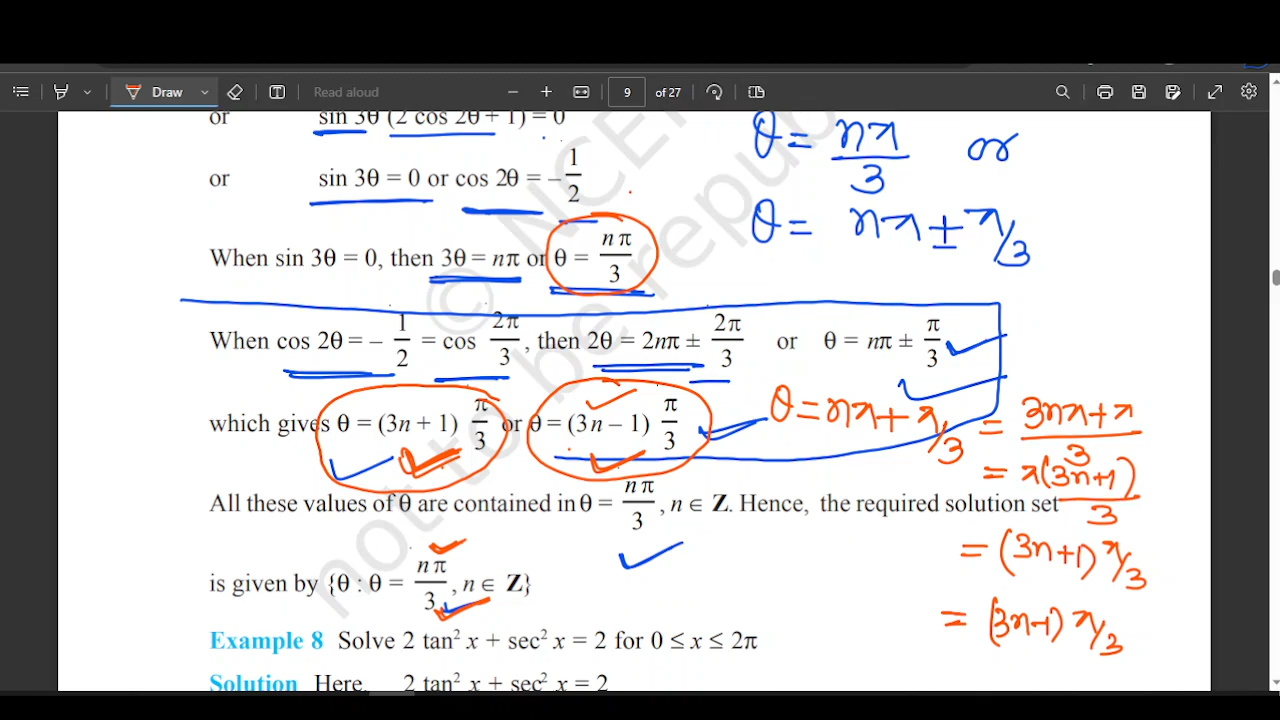 Draw
Read aloud
9 of 27
or sin 3θ (2 cos 2θ + 1) = 0
or sin 3θ = 0 or cos 2θ = – 1/2
When sin 3θ = 0, then 3θ = nπ or θ = nπ/3
When cos 2θ = – 1/2 = cos 2π/3, then 2θ = 2nπ ± 2π/3 or θ = nπ ± π/3
which gives θ = (3n + 1) π/3 or θ = (3n – 1) π/3
All these values of θ are contained in θ = nπ/3, n ∈ Z. Hence, the required solution set
is given by {θ : θ = nπ/3, n ∈ Z}
Example 8 Solve 2 tan² x + sec² x = 2 for 0 ≤ x ≤ 2π
Solution Here, 2 tan² x + sec² x = 2
θ = nπ/3 or
θ = nπ ± π/3
θ = nπ + π/3 = 3nπ + π/3
= π(3n+1)/3
= (3n+1) π/3
= (3n-1) π/3
not to be republ
© NCE